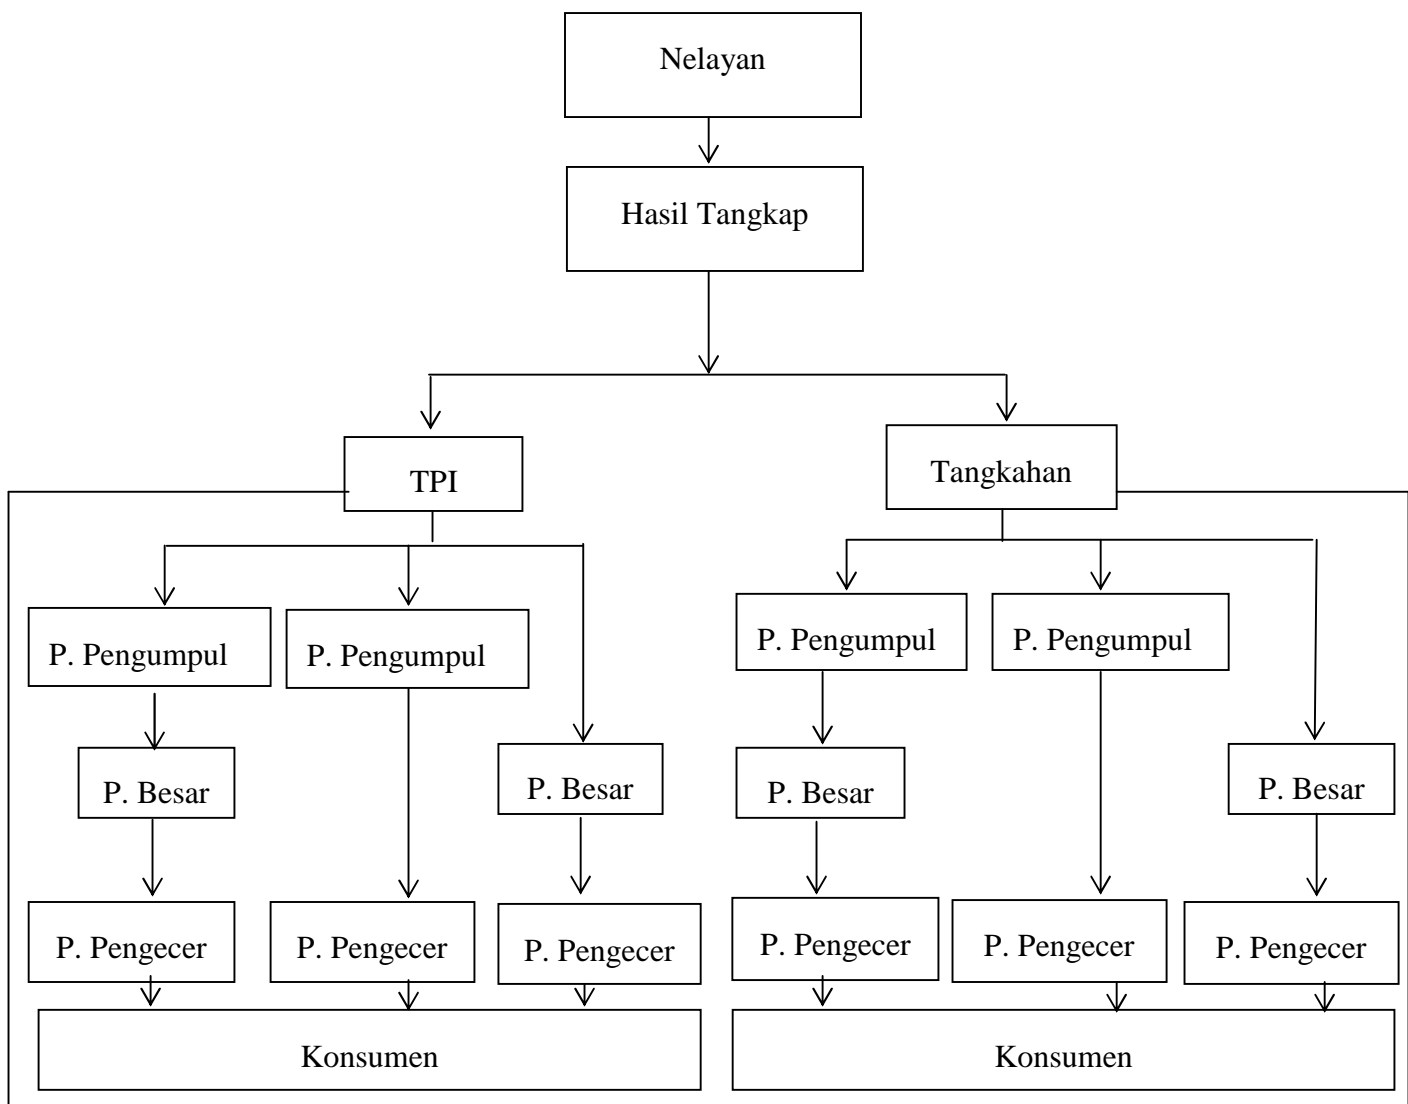 Nelayan
Hasil Tangkap
TPI
Tangkahan
P. Pengumpul
P. Pengumpul
P. Pengumpul
P. Pengumpul
P. Besar
P. Besar
P. Besar
P. Besar
P. Pengecer
P. Pengecer
P. Pengecer
P. Pengecer
P. Pengecer
P. Pengecer
Konsumen
Konsumen